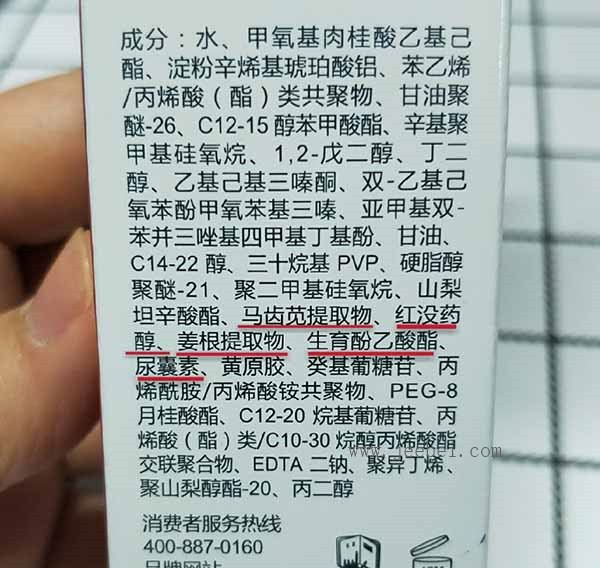 成分：水、甲氧基肉桂酸乙基己
酯、淀粉辛烯基琥珀酸铝、苯乙烯
/丙烯酸（酯）类共聚物、甘油聚
醚-26、C12-15 醇苯甲酸酯、辛基聚
甲基硅氧烷、1,2-戊二醇、丁二
醇、乙基己基三嗪酮、双-乙基己
氧苯酚甲氧苯基三嗪、亚甲基双-
苯并三唑基四甲基丁基酚、甘油、
C14-22 醇、三十烷基 PVP、硬脂醇
聚醚-21、聚二甲基硅氧烷、山梨
坦辛酸酯、马齿苋提取物、红没药
醇、姜根提取物、生育酚乙酸酯、
尿囊素、黄原胶、癸基葡糖苷、丙
烯酰胺/丙烯酸铵共聚物、PEG-8
月桂酸酯、C12-20 烷基葡糖苷、丙
烯酸（酯）类/C10-30 烷醇丙烯酸酯
交联聚合物、EDTA 二钠、聚异丁烯、
聚山梨醇酯-20、丙二醇
消费者服务热线
400-887-0160
品牌网站